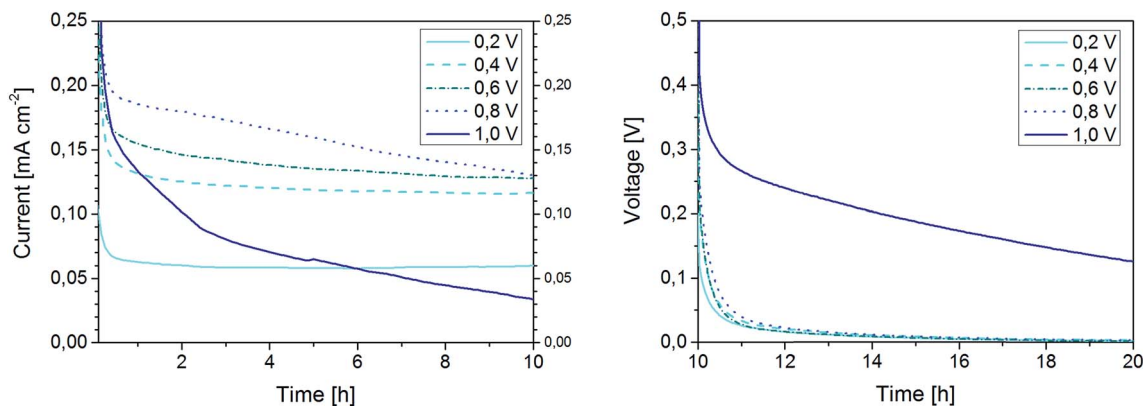 0,25
0,20
0,15
0,10
0,05
0,00
Current [mA cm-2]
2
4
6
8
10
Time [h]
0,25
0,20
0,15
0,10
0,05
0,00
0,2 V
0,4 V
0,6 V
0,8 V
1,0 V
0,5
0,4
0,3
0,2
0,1
0,0
Voltage [V]
10
12
14
16
18
20
Time [h]
0,2 V
0,4 V
0,6 V
0,8 V
1,0 V